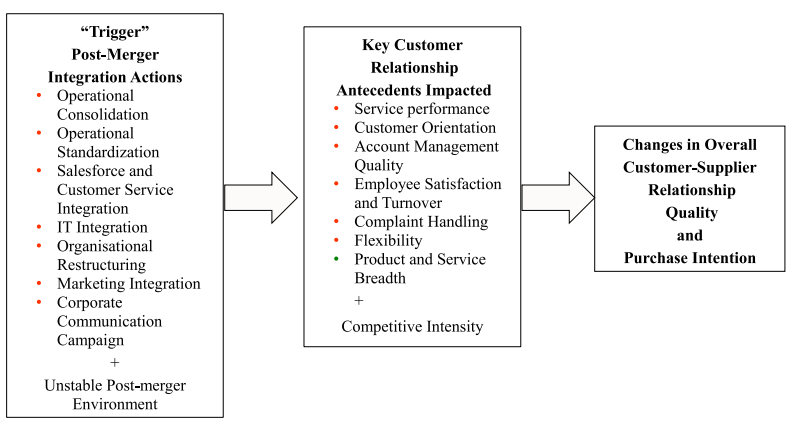 “Trigger”
Post-Merger
Integration Actions
• Operational
Consolidation
• Operational
Standardization
• Salesforce and
Customer Service
Integration
• IT Integration
• Organisational
Restructuring
• Marketing Integration
• Corporate
Communication
Campaign
+
Unstable Post-merger
Environment
Key Customer
Relationship
Antecedents Impacted
• Service performance
• Customer Orientation
• Account Management
Quality
• Employee Satisfaction
and Turnover
• Complaint Handling
• Flexibility
• Product and Service
Breadth
+
Competitive Intensity
Changes in Overall
Customer-Supplier
Relationship
Quality
and
Purchase Intention